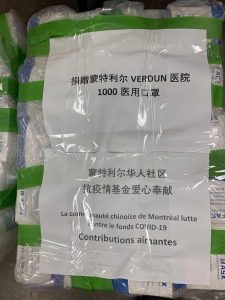 捐赠蒙特利尔 VERDUN 医院
1000 医用口罩
蒙特利尔华人社区
抗疫情基金爱心奉献
La communauté chinoise de Montréal lutte
contre le fonds COVID-19
Contributions aimantes
MASK